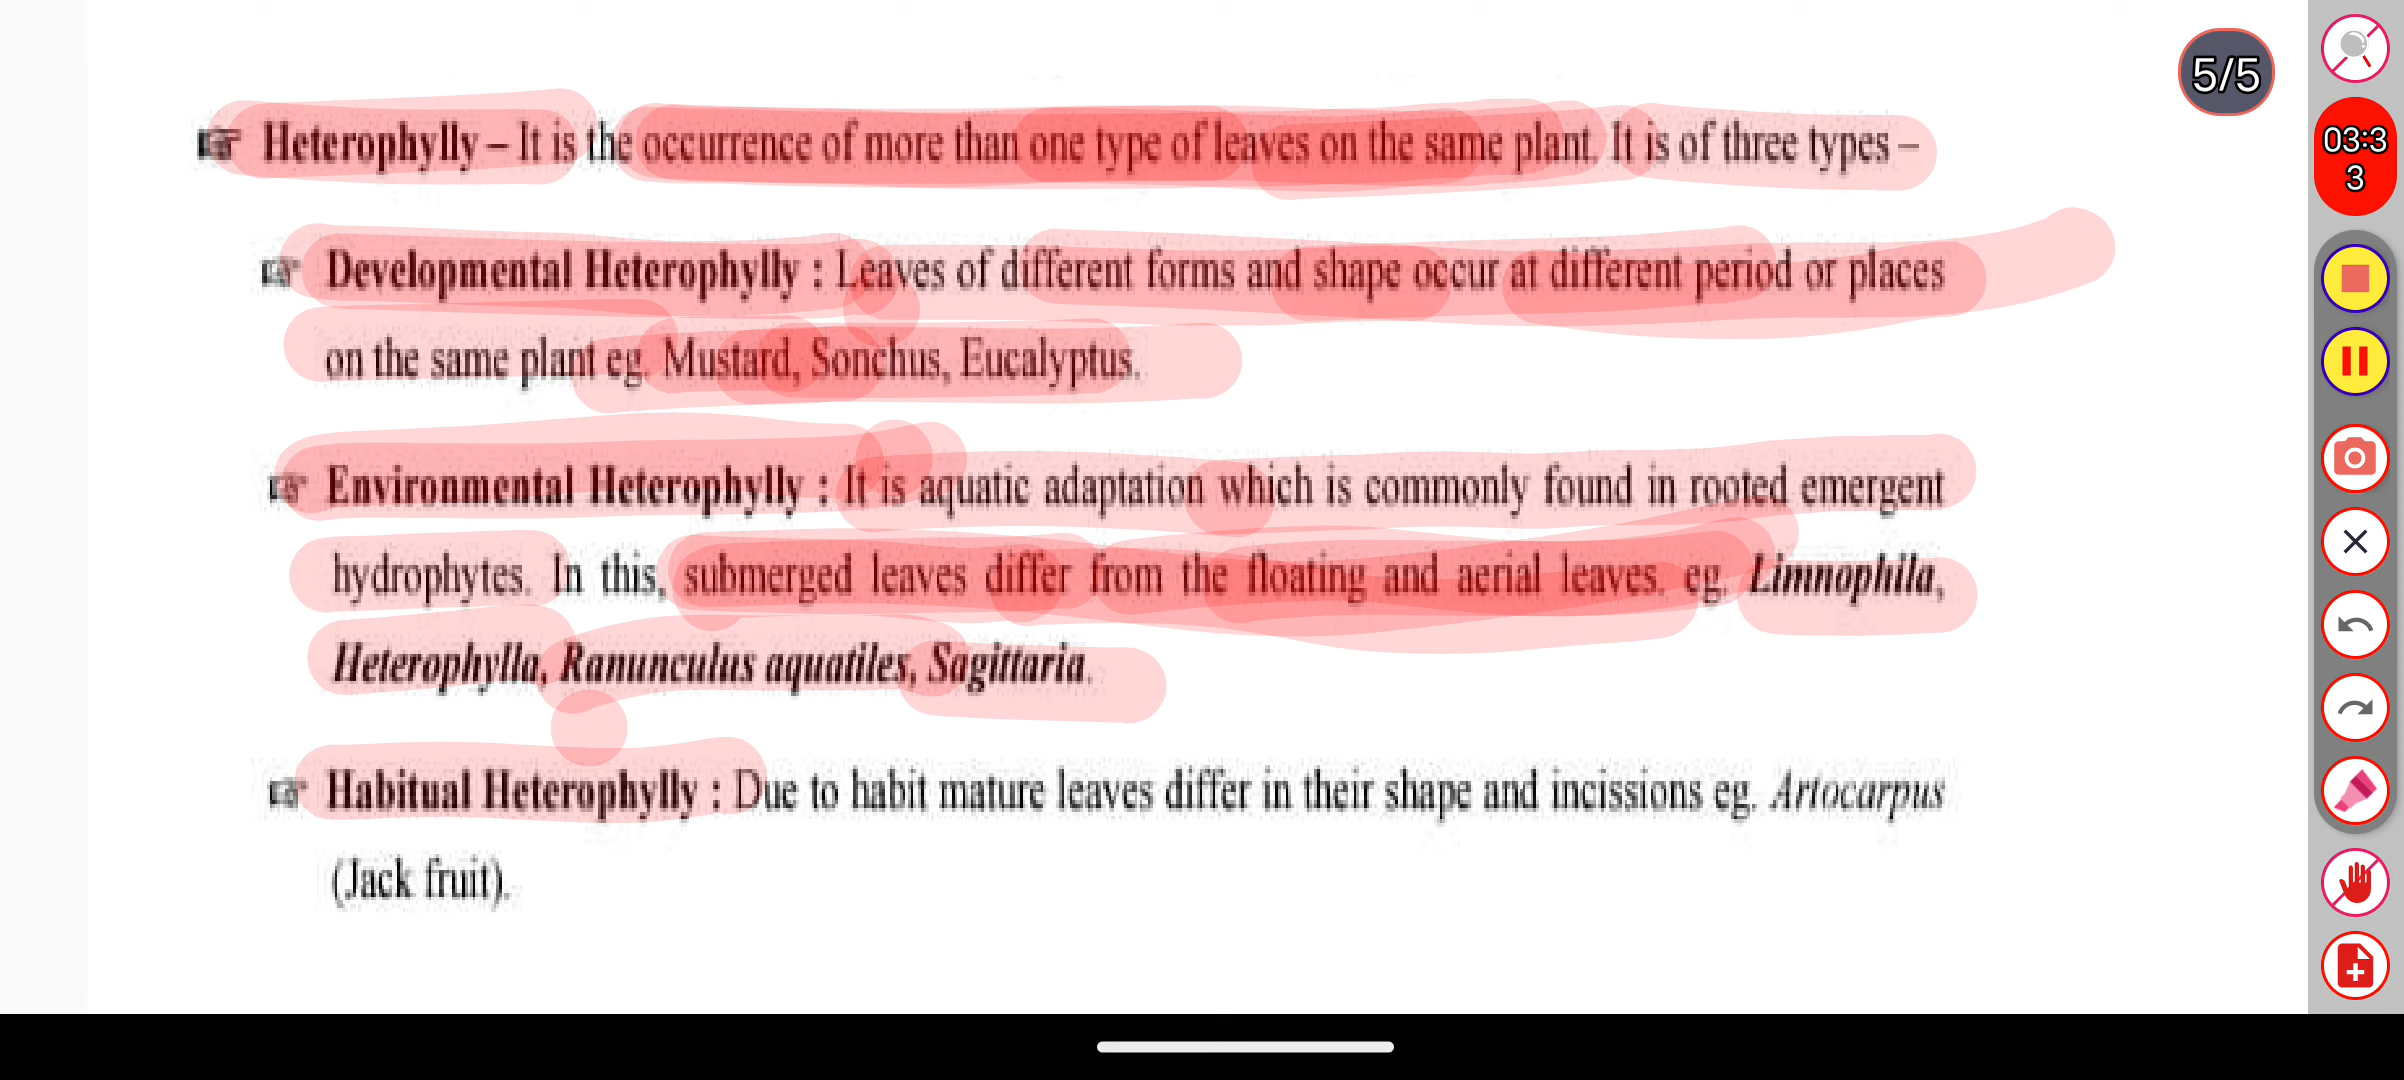 5/5
03:3
3
☞ Heterophylly – It is the occurrence of more than one type of leaves on the same plant. It is of three types –
☞ Developmental Heterophylly : Leaves of different forms and shape occur at different period or places
on the same plant eg. Mustard, Sonchus, Eucalyptus.
☞ Environmental Heterophylly : It is aquatic adaptation which is commonly found in rooted emergent
hydrophytes. In this, submerged leaves differ from the floating and aerial leaves. eg. Limnophila,
Heterophylla, Ranunculus aquatiles, Sagittaria.
☞ Habitual Heterophylly : Due to habit mature leaves differ in their shape and incissions eg. Artocarpus
(Jack fruit).